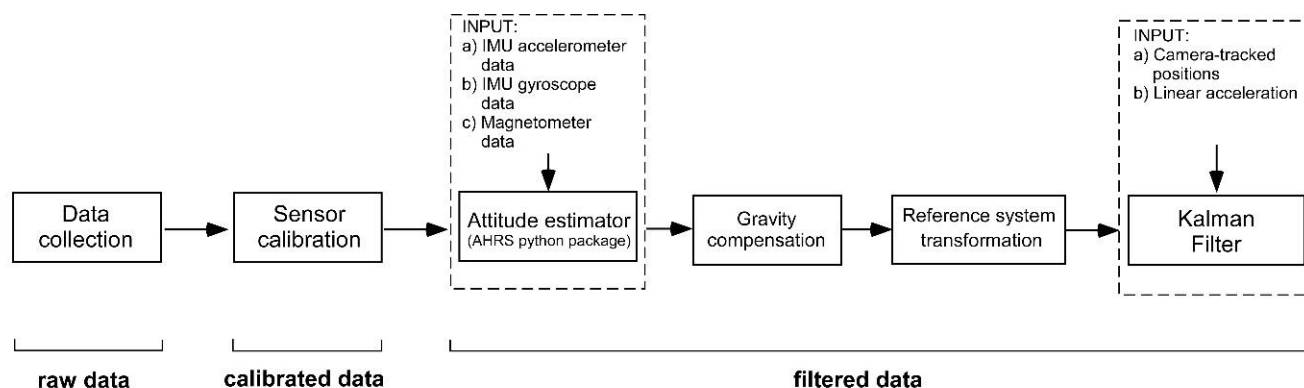 INPUT:
a) IMU accelerometer
data
b) IMU gyroscope
data
c) Magnetometer
data
INPUT:
a) Camera-tracked
positions
b) Linear acceleration
Data
collection
Sensor
calibration
Attitude estimator
(AHRS python package)
Gravity
compensation
Reference system
transformation
Kalman
Filter
raw data
calibrated data
filtered data